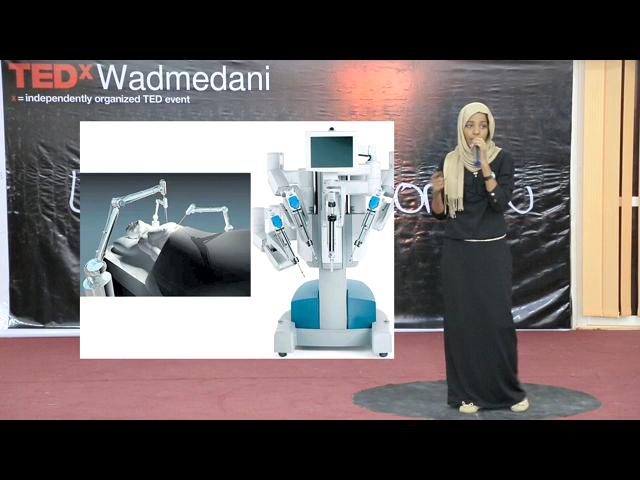 TEDx Wadmedani
x = independently organized TED event